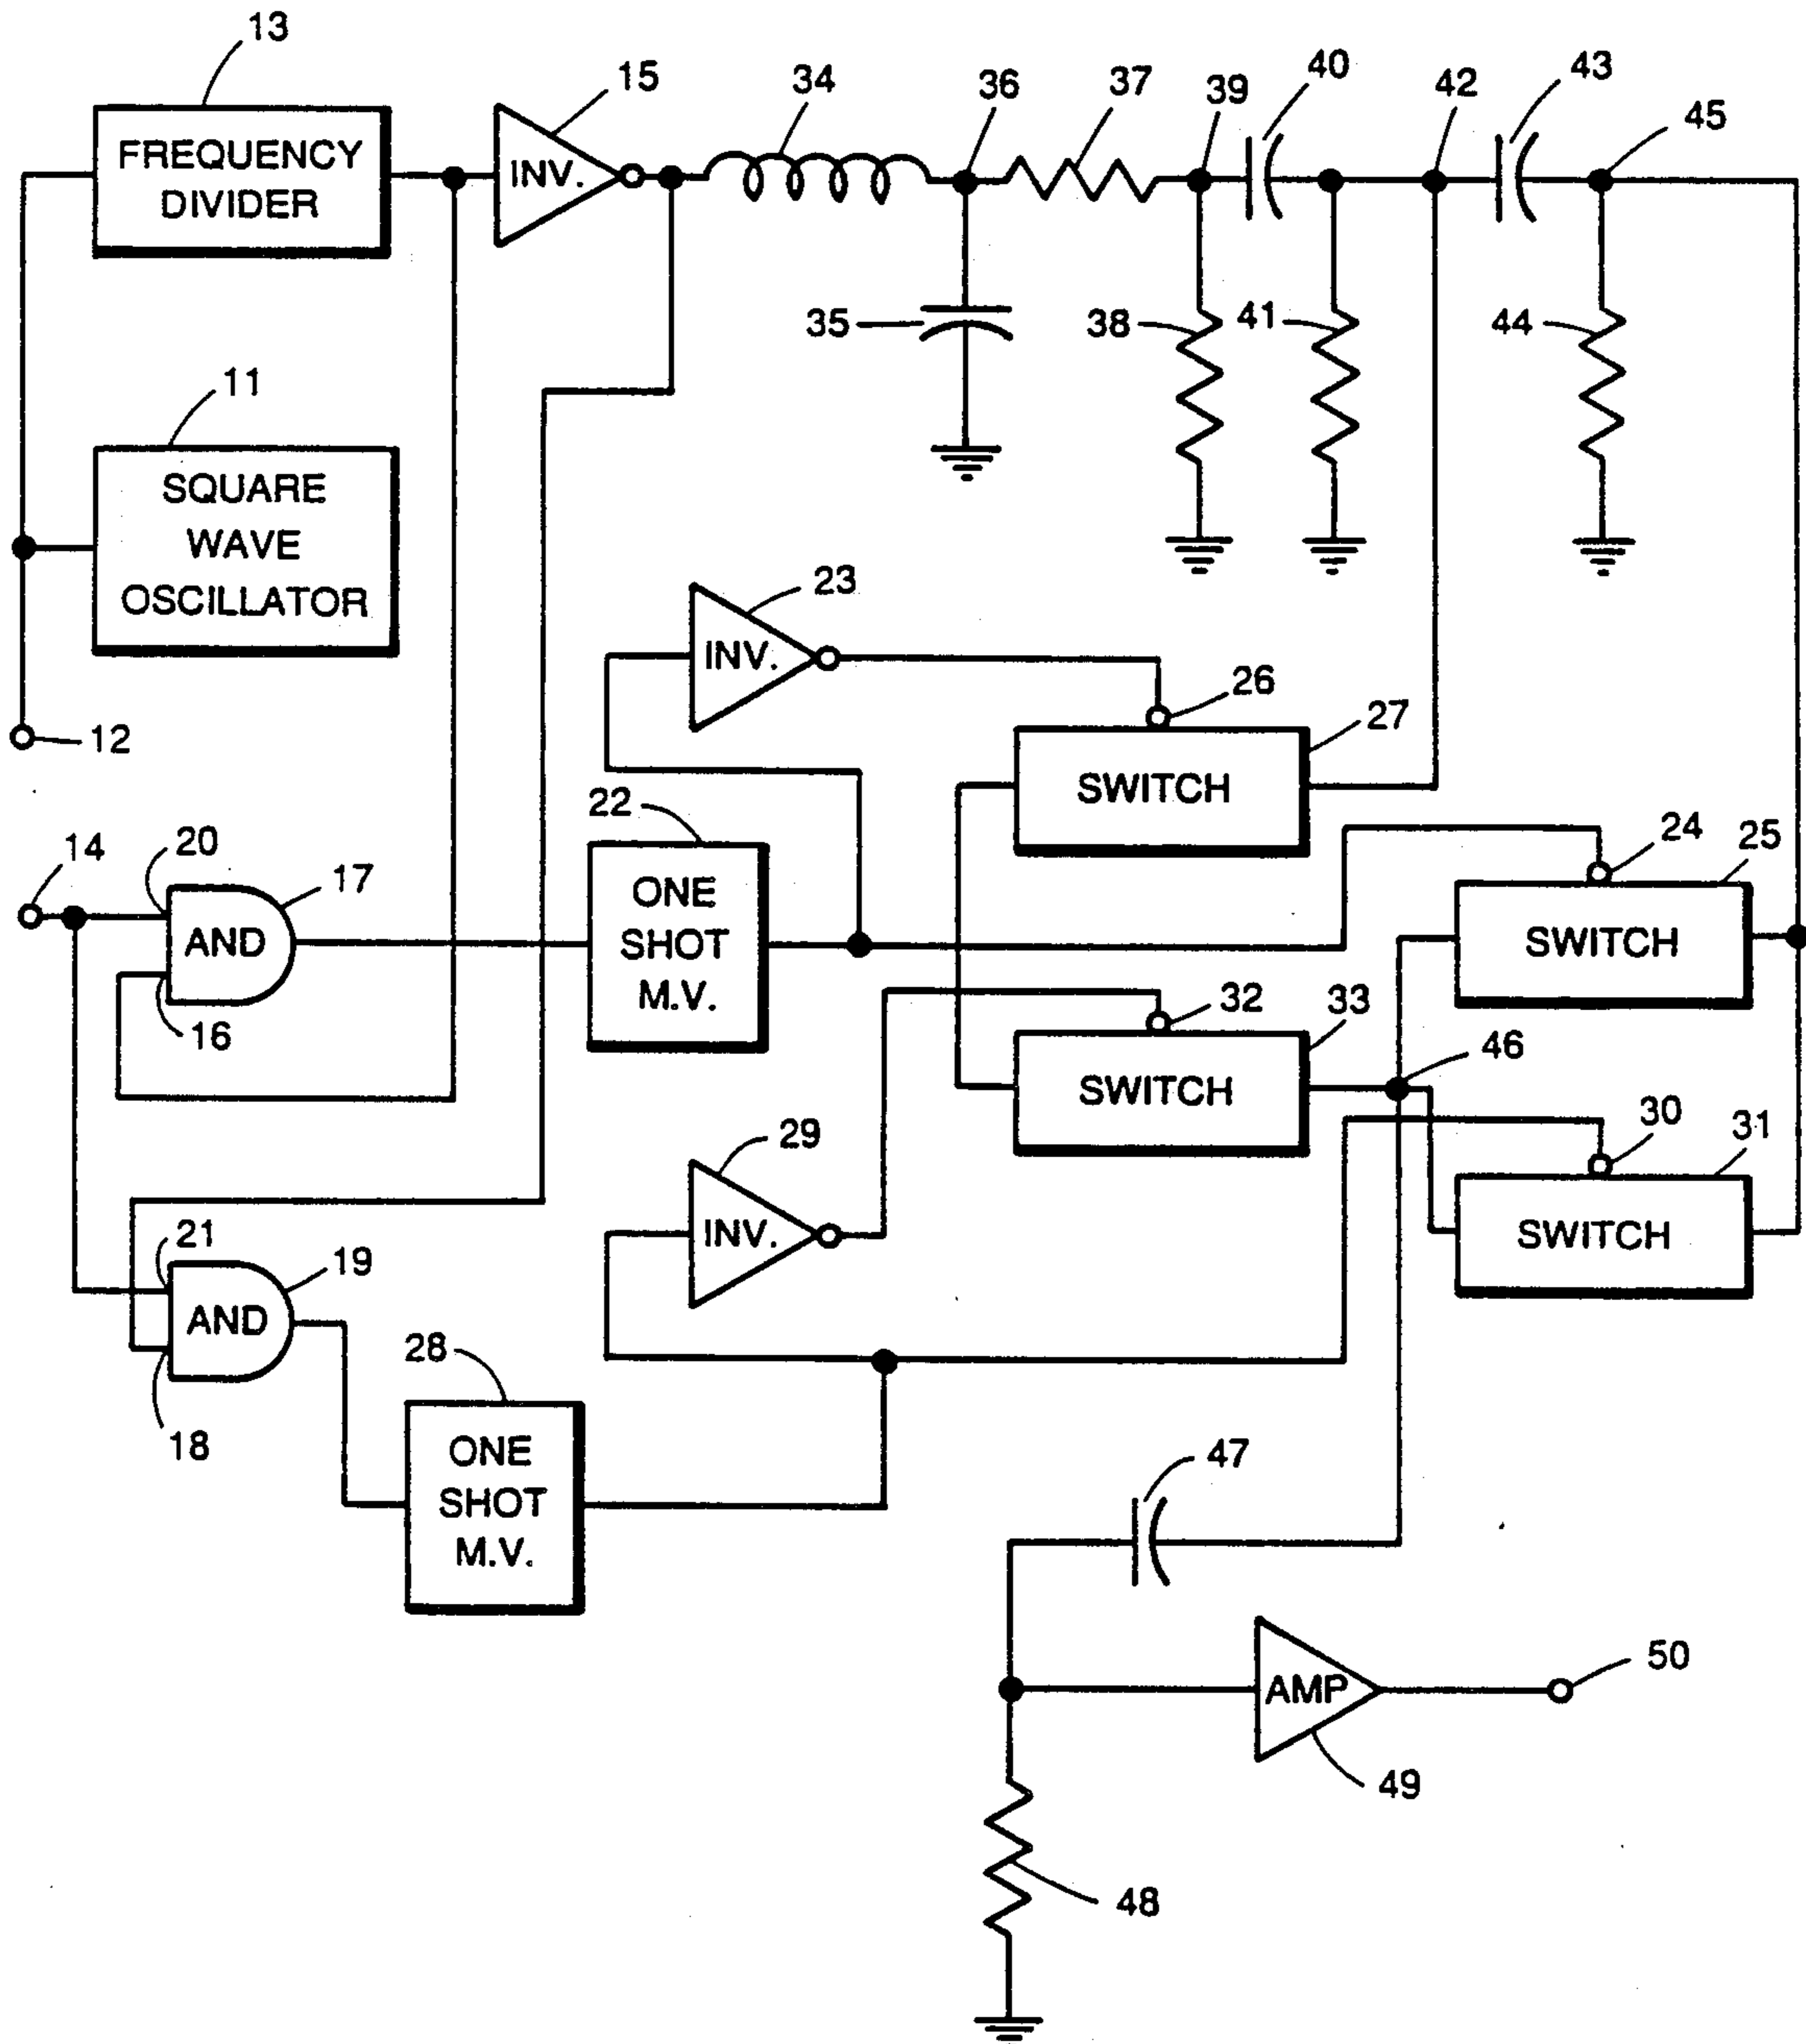 13
15
34
36
37
39
40
42
43
45
FREQUENCY
DIVIDER
INV.
35
38
41
44
11
SQUARE
WAVE
OSCILLATOR
23
INV.
26
27
12
SWITCH
22
24
25
14
20
17
ONE
SHOT
M.V.
AND
SWITCH
16
32
33
46
SWITCH
29
30
31
INV.
SWITCH
21
19
AND
28
18
ONE
SHOT
M.V.
47
50
AMP
49
48